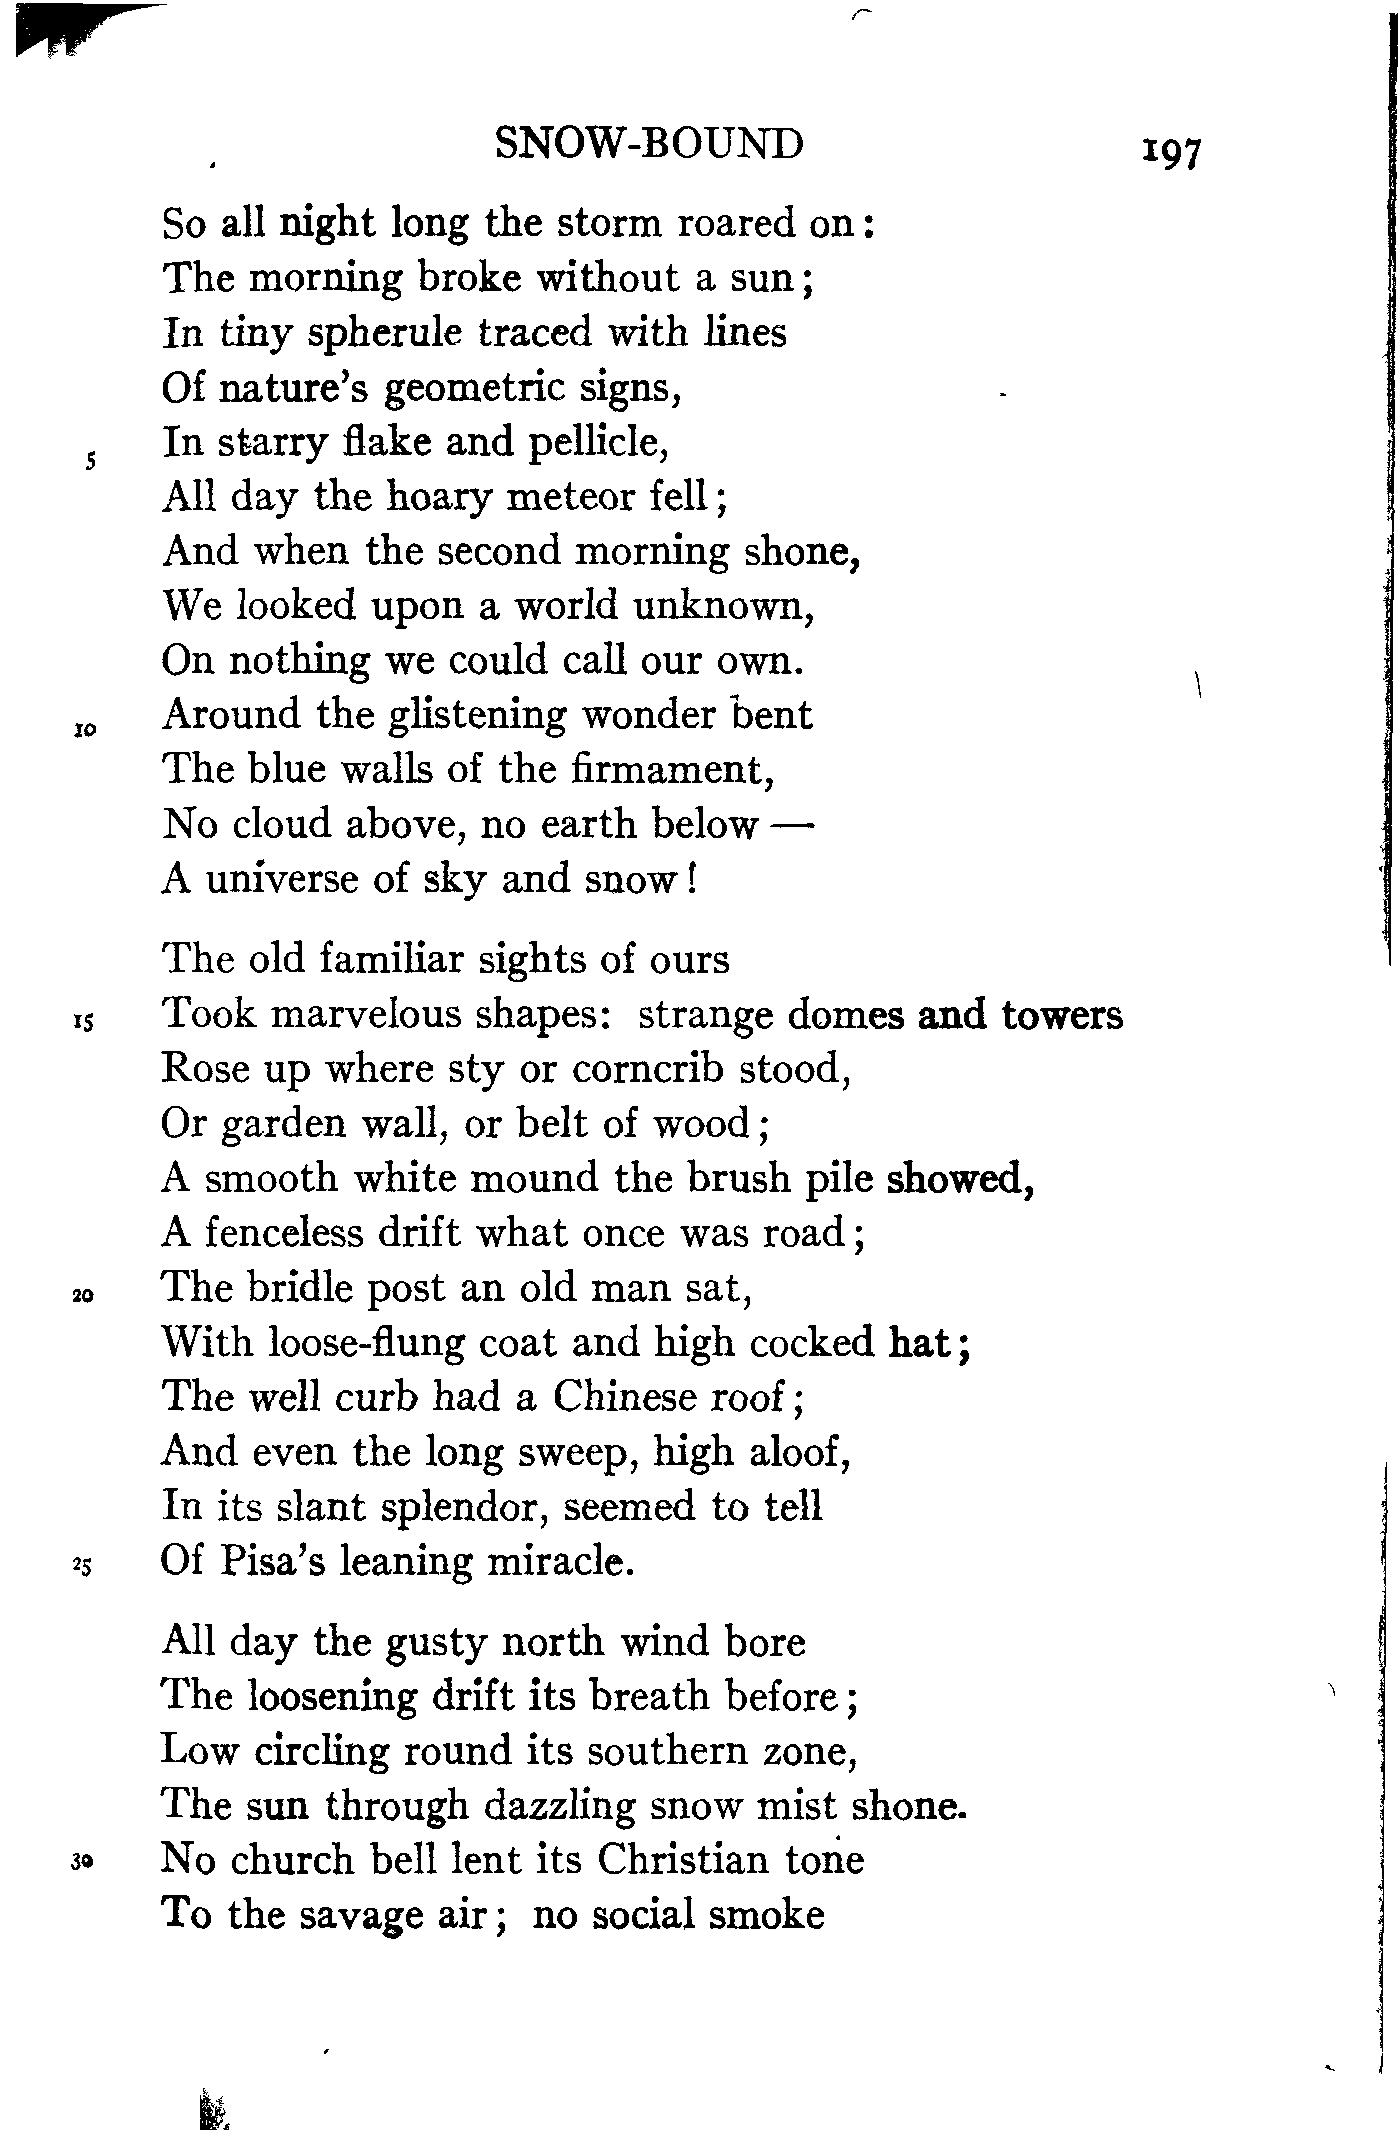 SNOW-BOUND 197
So all night long the storm roared on:
The morning broke without a sun;
In tiny spherule traced with lines
Of nature's geometric signs,
5 In starry flake and pellicle,
All day the hoary meteor fell;
And when the second morning shone,
We looked upon a world unknown,
On nothing we could call our own.
10 Around the glistening wonder bent
The blue walls of the firmament,
No cloud above, no earth below —
A universe of sky and snow!
The old familiar sights of ours
15 Took marvelous shapes: strange domes and towers
Rose up where sty or corncrib stood,
Or garden wall, or belt of wood;
A smooth white mound the brush pile showed,
A fenceless drift what once was road;
20 The bridle post an old man sat,
With loose-flung coat and high cocked hat;
The well curb had a Chinese roof;
And even the long sweep, high aloof,
In its slant splendor, seemed to tell
25 Of Pisa's leaning miracle.
All day the gusty north wind bore
The loosening drift its breath before;
Low circling round its southern zone,
The sun through dazzling snow mist shone.
30 No church bell lent its Christian tone
To the savage air; no social smoke